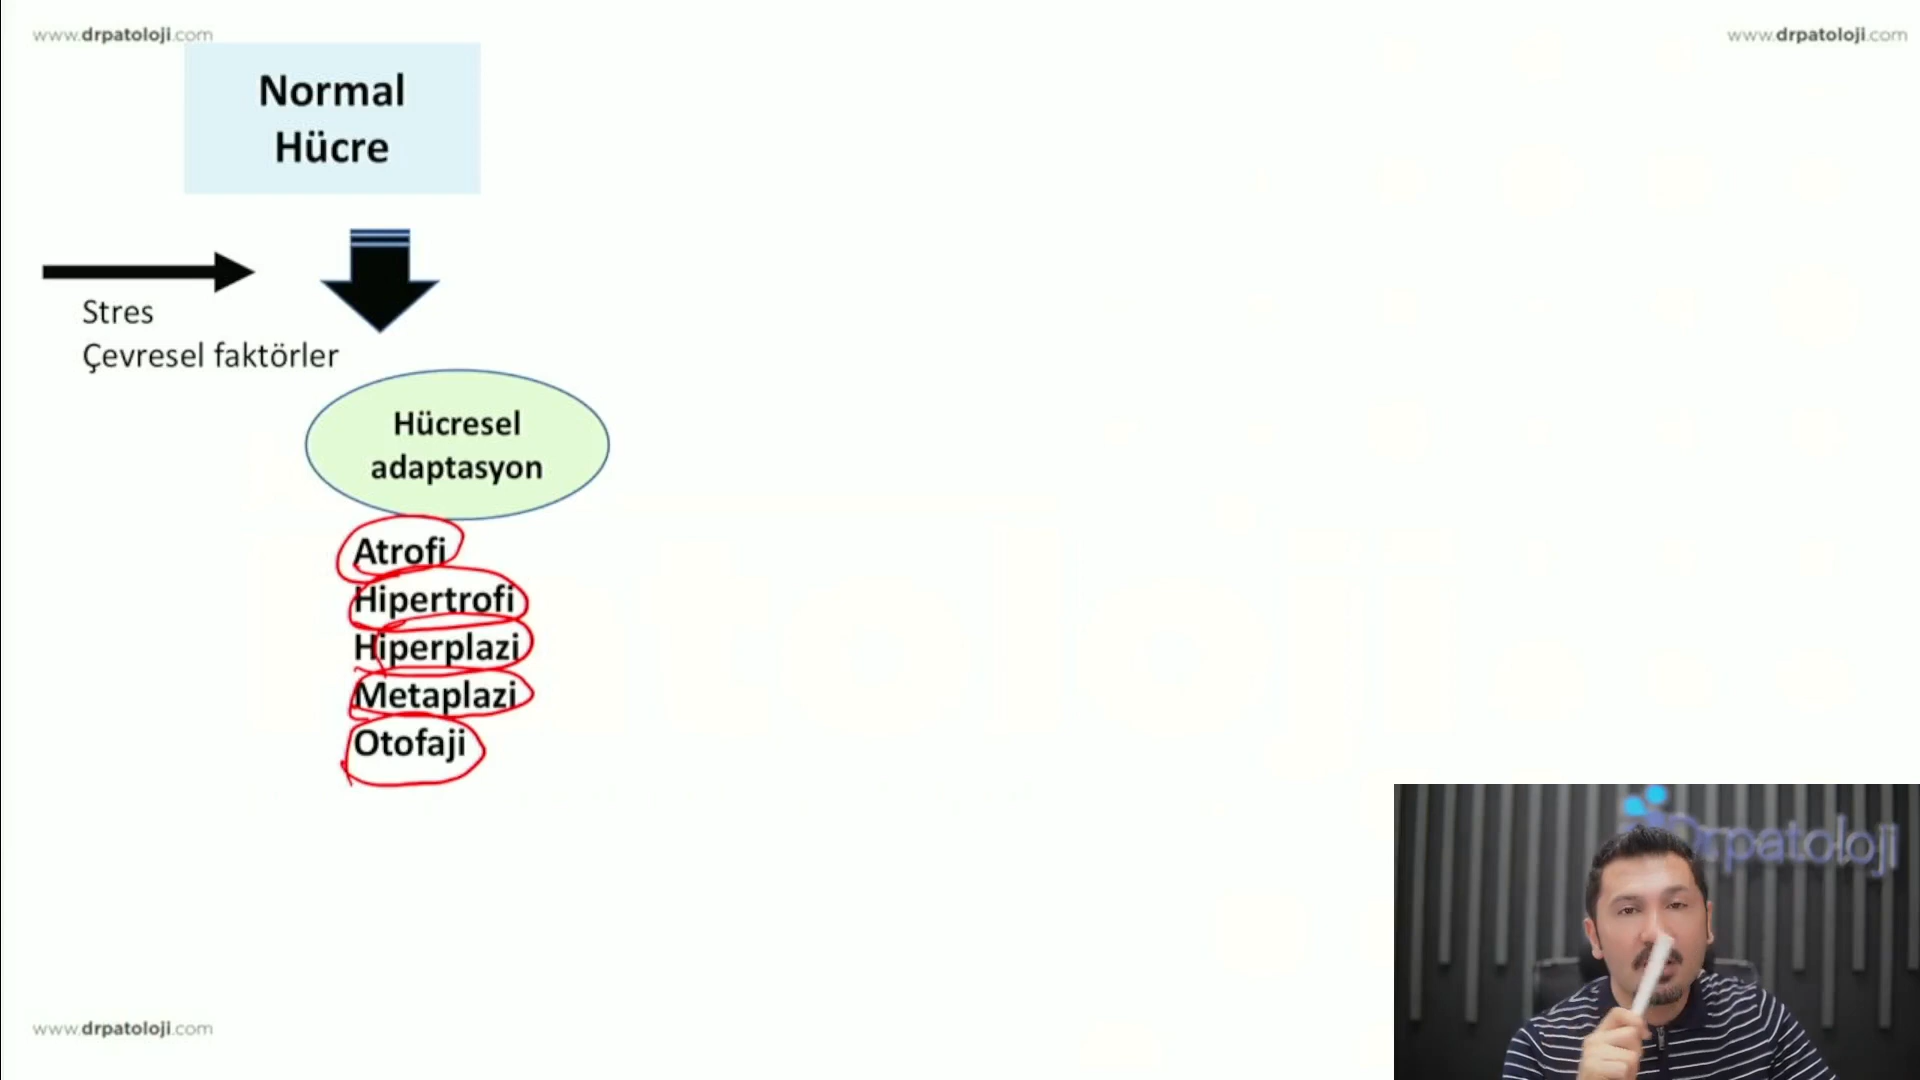 www.drpatoloji.com
www.drpatoloji.com
Normal
Hücre
Stres
Çevresel faktörler
Hücresel
adaptasyon
Atrofi
Hipertrofi
Hiperplazi
Metaplazi
Otofaji
Drpatoloji
www.drpatoloji.com